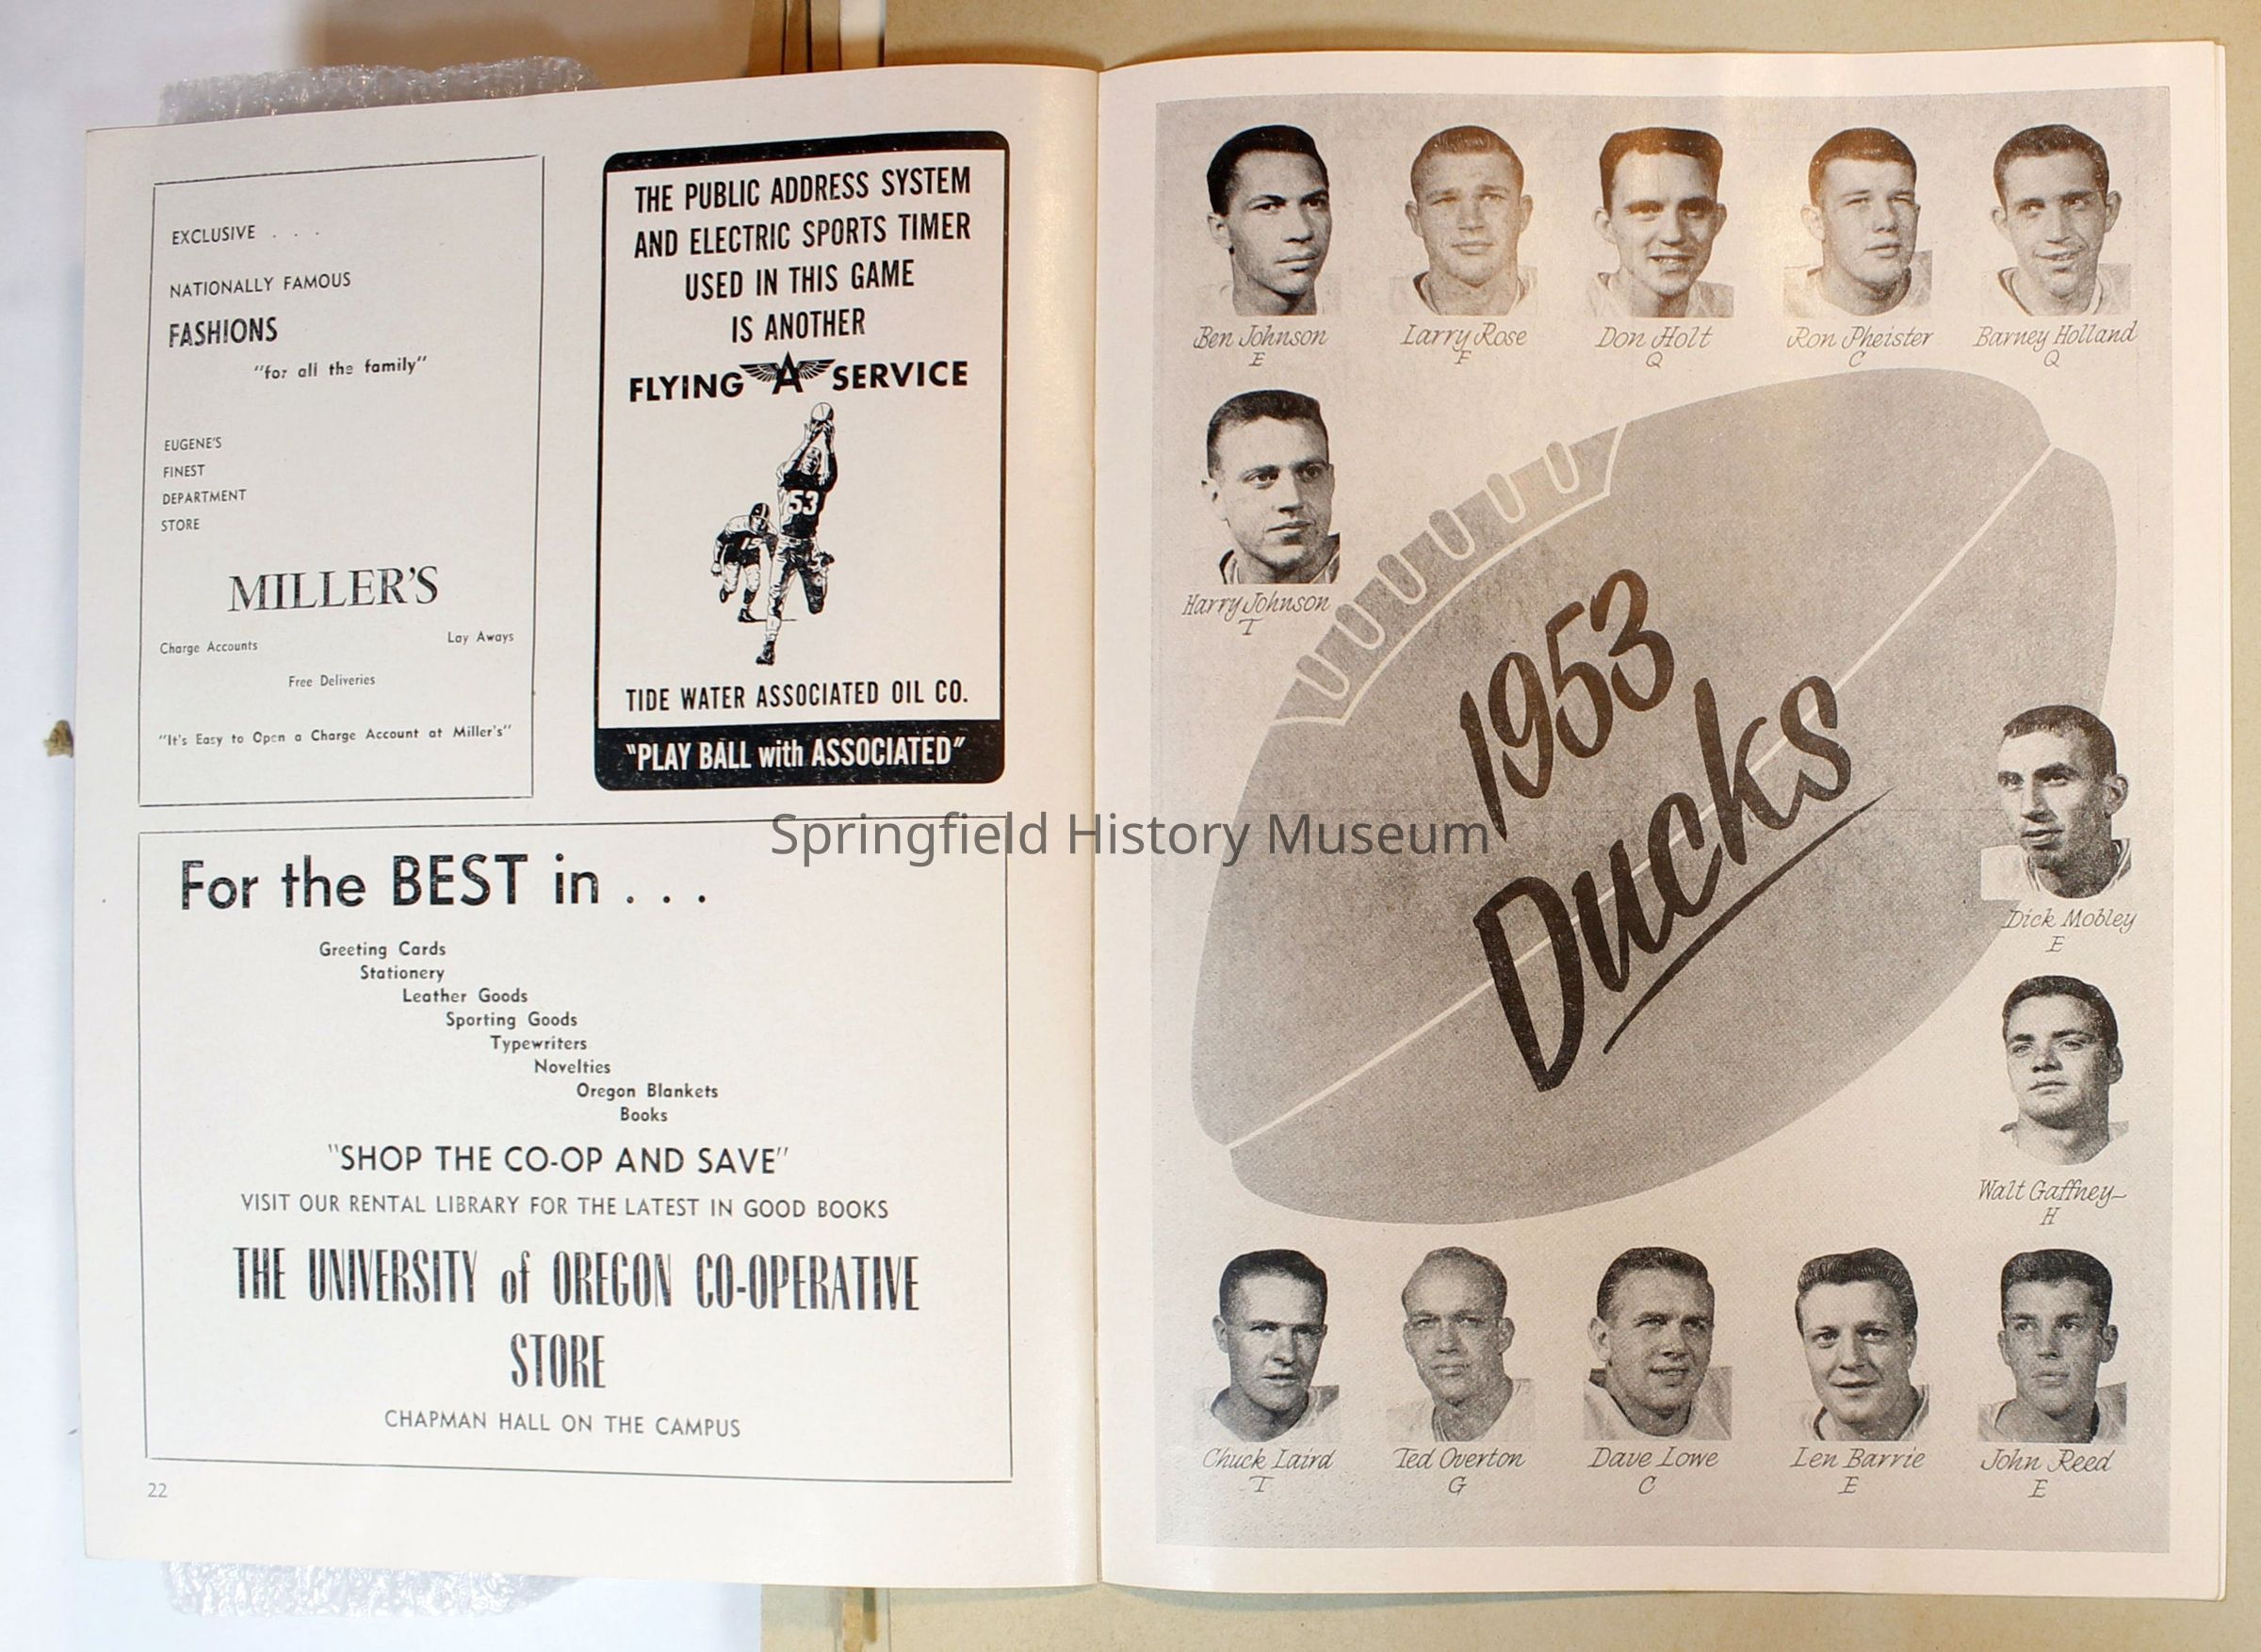 EXCLUSIVE . . .
NATIONALLY FAMOUS
FASHIONS
"for all the family"
EUGENE'S
FINEST
DEPARTMENT
STORE
MILLER'S
Charge Accounts
Lay Aways
Free Deliveries
"It's Easy to Open a Charge Account at Miller's"
THE PUBLIC ADDRESS SYSTEM
AND ELECTRIC SPORTS TIMER
USED IN THIS GAME
IS ANOTHER
FLYING A SERVICE
53
15
TIDE WATER ASSOCIATED OIL CO.
"PLAY BALL with ASSOCIATED"
For the BEST in . . .
Greeting Cards
Stationery
Leather Goods
Sporting Goods
Typewriters
Novelties
Oregon Blankets
Books
"SHOP THE CO-OP AND SAVE"
VISIT OUR RENTAL LIBRARY FOR THE LATEST IN GOOD BOOKS
THE UNIVERSITY of OREGON CO-OPERATIVE
STORE
CHAPMAN HALL ON THE CAMPUS
22
Springfield History Museum
Ben Johnson
E
Larry Rose
F
Don Holt
Q
Ron Pheister
C
Barney Holland
Q
Harry Johnson
T
1953
Ducks
Dick Mobley
E
Walt Gaffney
H
Chuck Laird
T
Ted Overton
G
Dave Lowe
C
Len Barrie
E
John Reed
E